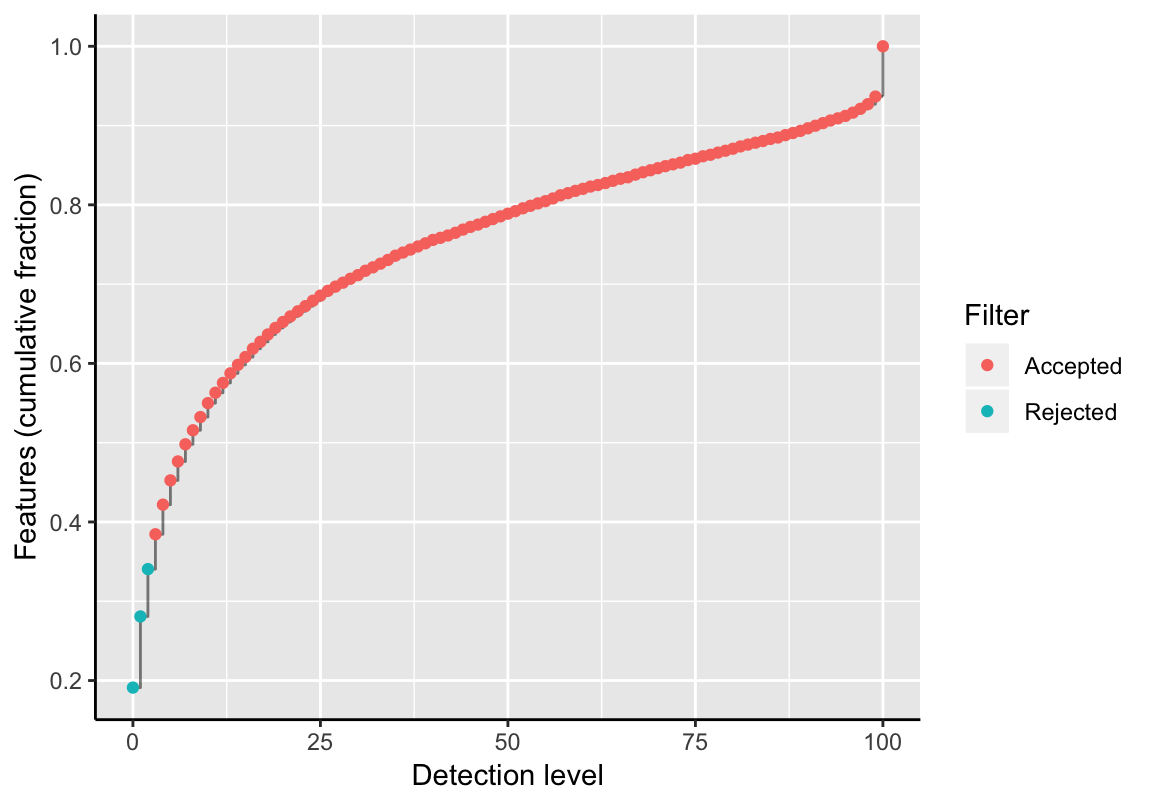 Features (cumulative fraction)
1.0
0.8
0.6
0.4
0.2
0
25
50
75
100
Detection level
Filter
Accepted
Rejected